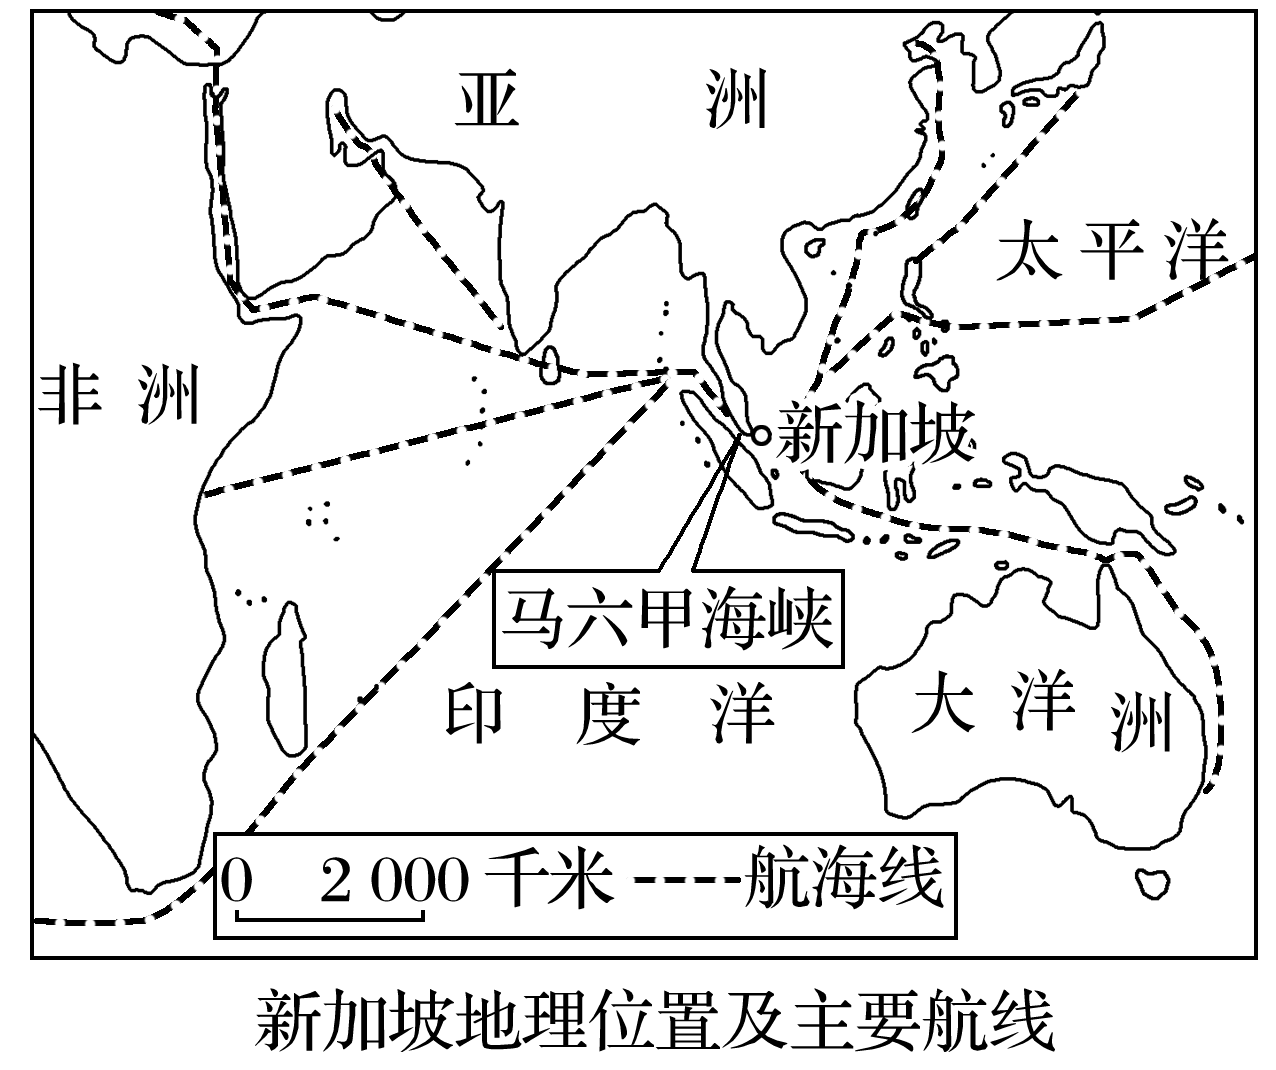 亚 洲
太平洋
非 洲
新加坡
马六甲海峡
印 度 洋
大 洋 洲
0 2 000 千米 航海线
新加坡地理位置及主要航线